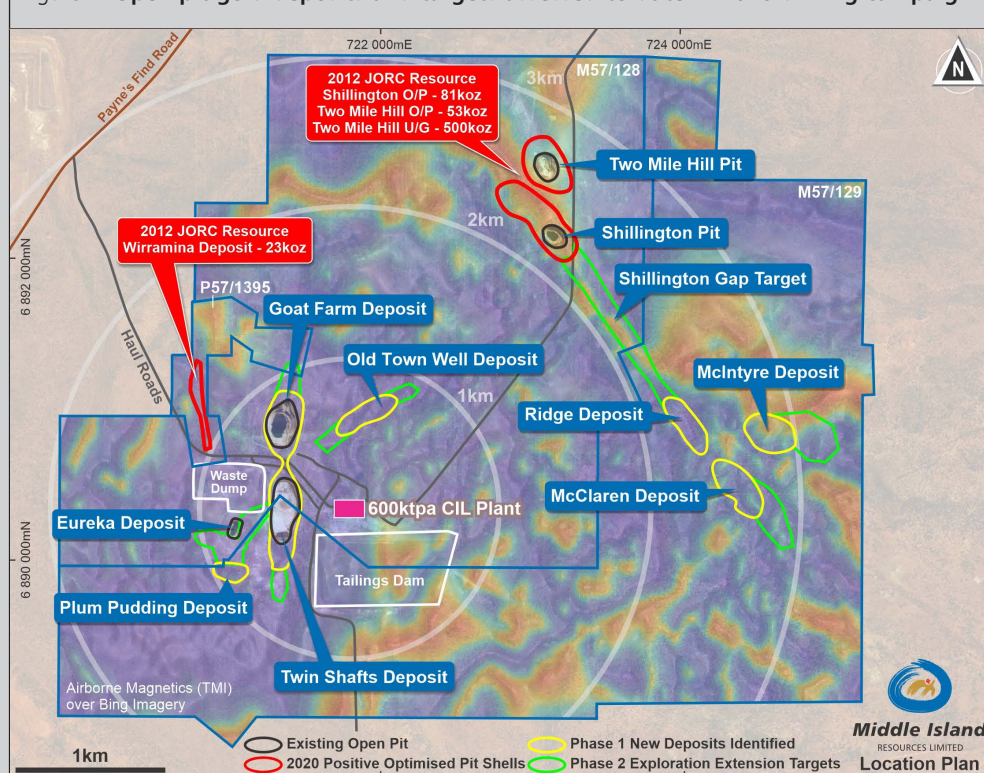 722 000mE
724 000mE
Payne's Find Road
2012 JORC Resource
Shillington O/P - 81koz
Two Mile Hill O/P - 53koz
Two Mile Hill U/G - 500koz
3km
M57/128
N
Two Mile Hill Pit
M57/129
2km
Shillington Pit
2012 JORC Resource
Wirramina Deposit - 23koz
6 892 000mN
Shillington Gap Target
P57/1395
Goat Farm Deposit
Haul Roads
Old Town Well Deposit
McIntyre Deposit
1km
Ridge Deposit
Waste
Dump
McClaren Deposit
600ktpa CIL Plant
Eureka Deposit
6 890 000mN
Tailings Dam
Plum Pudding Deposit
Twin Shafts Deposit
Airborne Magnetics (TMI)
over Bing Imagery
Middle Island
RESOURCES LIMITED
Location Plan
1km
Existing Open Pit
Phase 1 New Deposits Identified
2020 Positive Optimised Pit Shells
Phase 2 Exploration Extension Targets